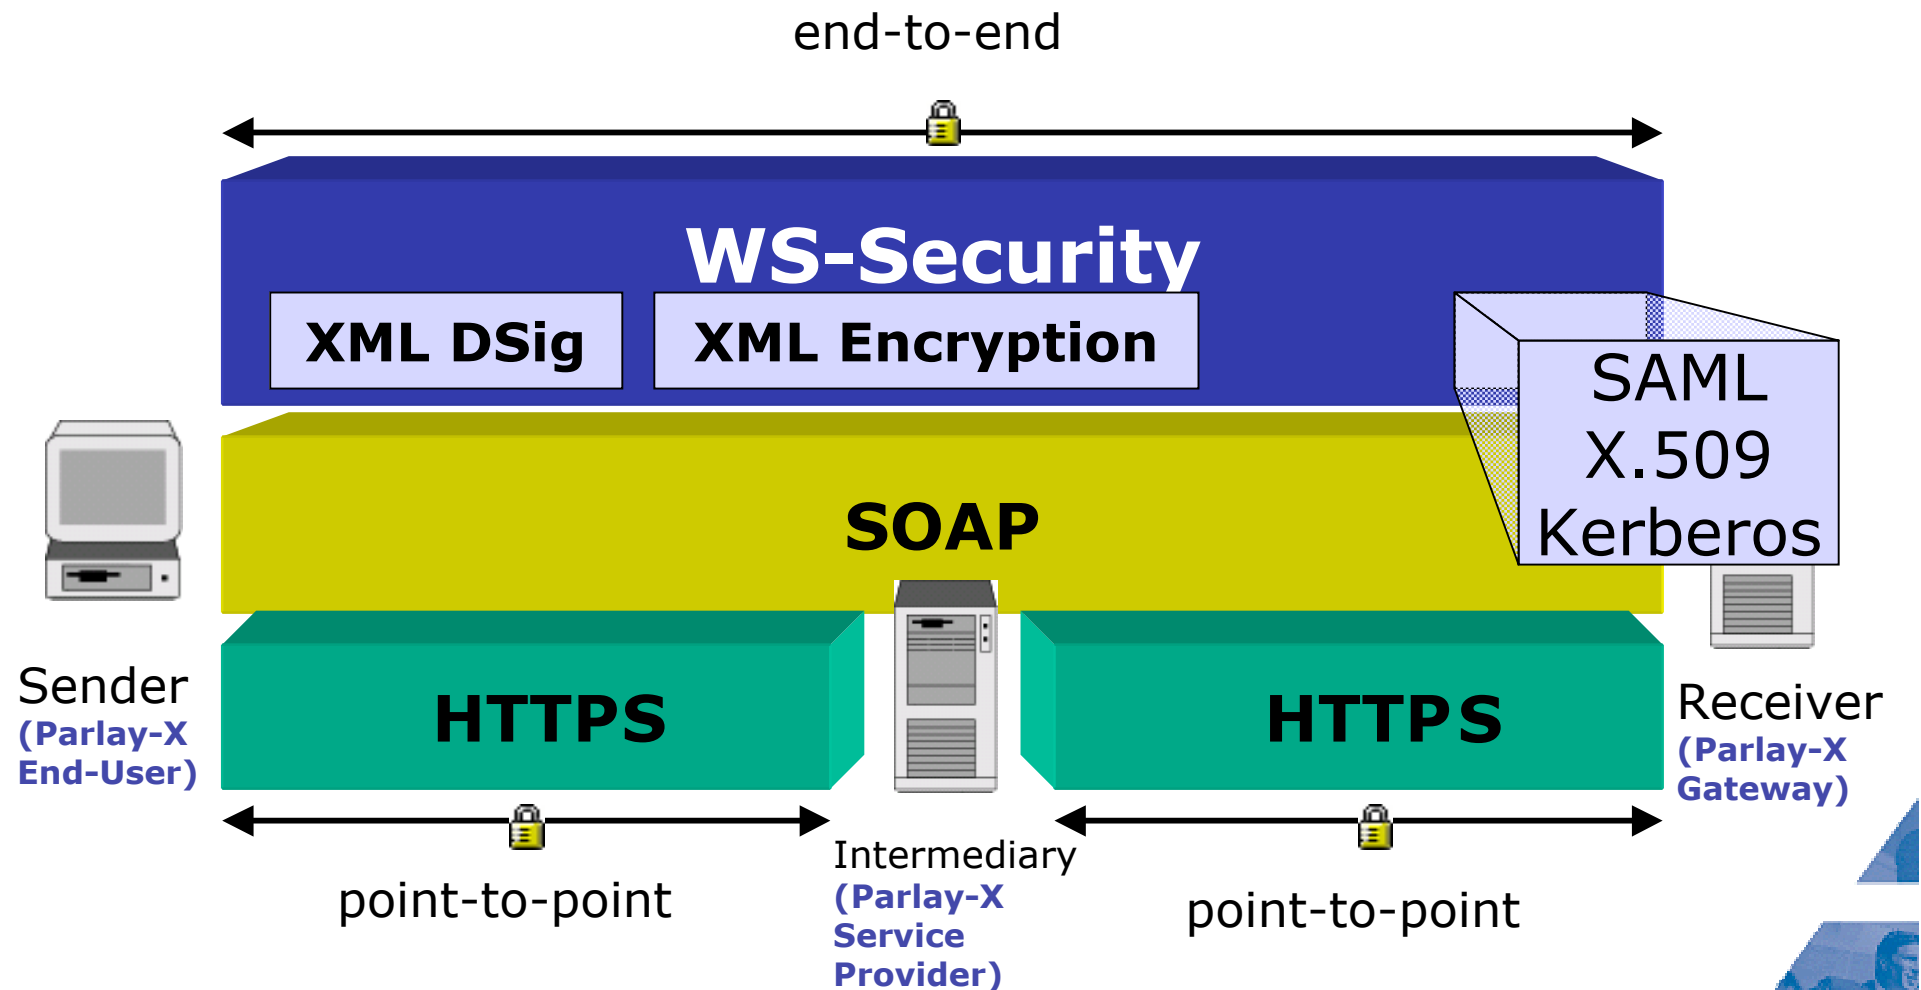 end-to-end
WS-Security
XML DSig
XML Encryption
SAML
X.509
Kerberos
SOAP
HTTPS
HTTPS
Sender
(Parlay-X
End-User)
Receiver
(Parlay-X
Gateway)
point-to-point
Intermediary
(Parlay-X
Service
Provider)
point-to-point